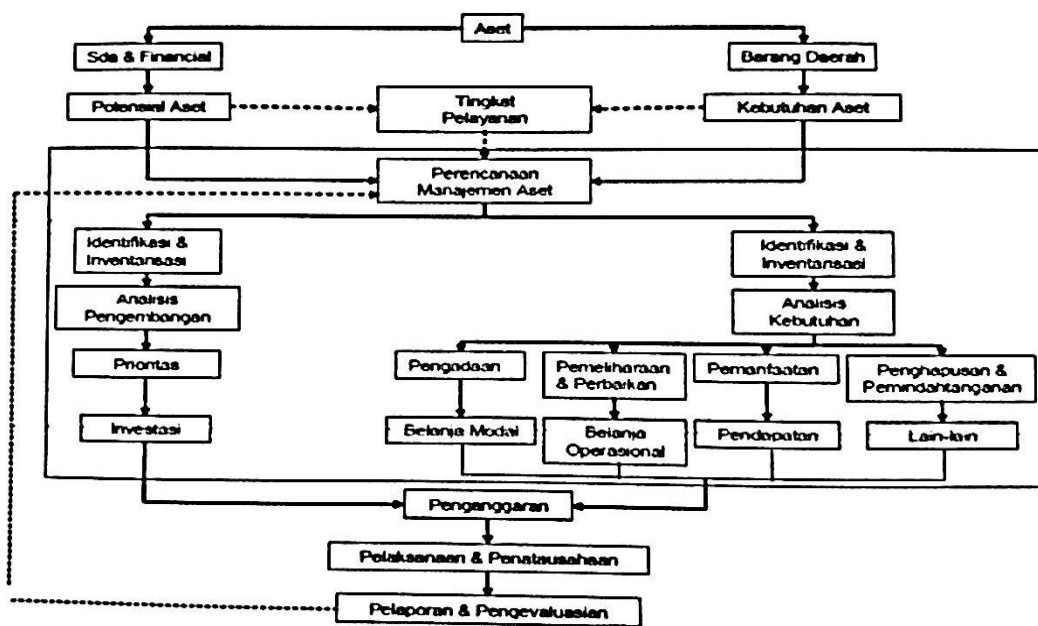 Aset
Sda & Financial
Barang Daerah
Potensial Aset
Tingkat
Pelayanan
Kebutuhan Aset
Perencanaan
Manajemen Aset
Identifikasi &
Inventarisasi
Identifikasi &
Inventarisasi
Analisis
Pengembangan
Analisis
Kebutuhan
Prioritas
Pengadaan
Pemeliharaan
& Perbaikan
Pemanfaatan
Penghapusan &
Pemindahtanganan
Investasi
Belanja Modal
Belanja
Operasional
Pendapatan
Lain-lain
Penganggaran
Pelaksanaan & Penatausahaan
Pelaporan & Pengevaluasian